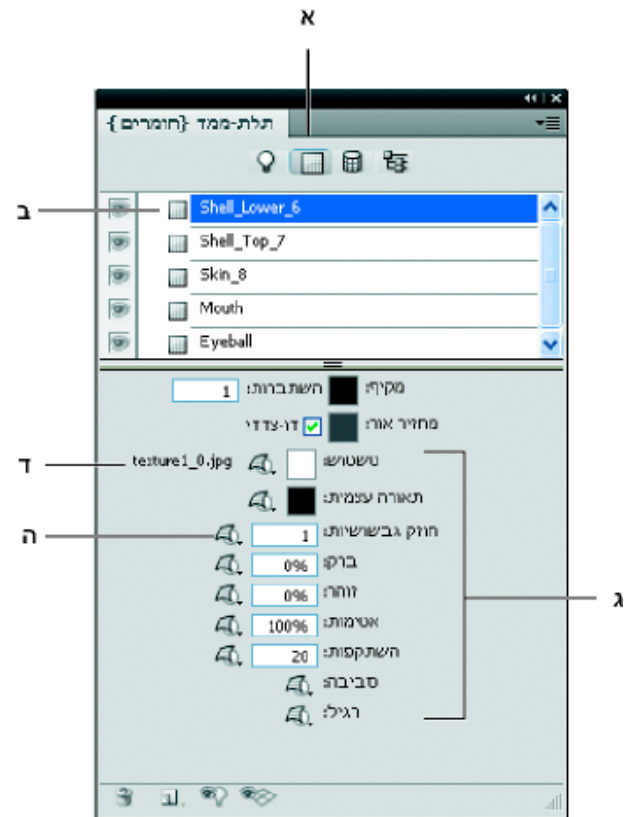 א
תלת-ממד {חומרים}
ב
Shell_Lower_6
Shell_Top_7
Skin_8
Mouth
Eyeball
מקיף: השתברות: 1
מחזיר אור: דו-צדדי
ד
טשטוש: texture1_0.jpg
תאורה עצמית:
ה
חוזק גבשושיות: 1
ברק: 0%
זוהר: 0%
ג
אטימות: 100%
השתקפות: 20
סביבה:
רגיל: